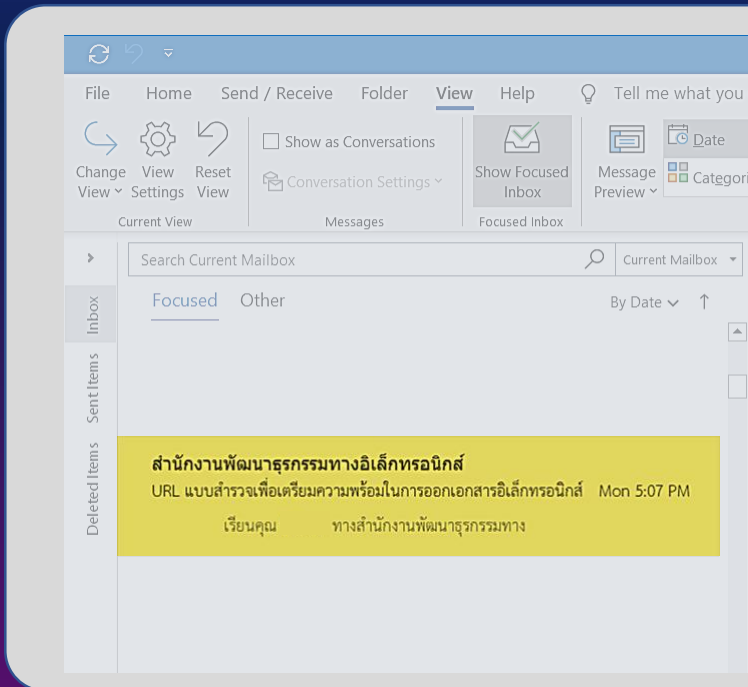 File Home Send / Receive Folder View Help Tell me what you
Change View View Settings Reset View
Show as Conversations
Conversation Settings
Show Focused Inbox
Message Preview
Date
Categori
Current View Messages Focused Inbox
Search Current Mailbox Current Mailbox
Focused Other By Date
Inbox
Sent Items
Deleted Items
สำนักงานพัฒนาธุรกรรมทางอิเล็กทรอนิกส์
URL แบบสำรวจเพื่อเตรียมความพร้อมในการออกเอกสารอิเล็กทรอนิกส์ Mon 5:07 PM
เรียนคุณ ทางสำนักงานพัฒนาธุรกรรมทาง